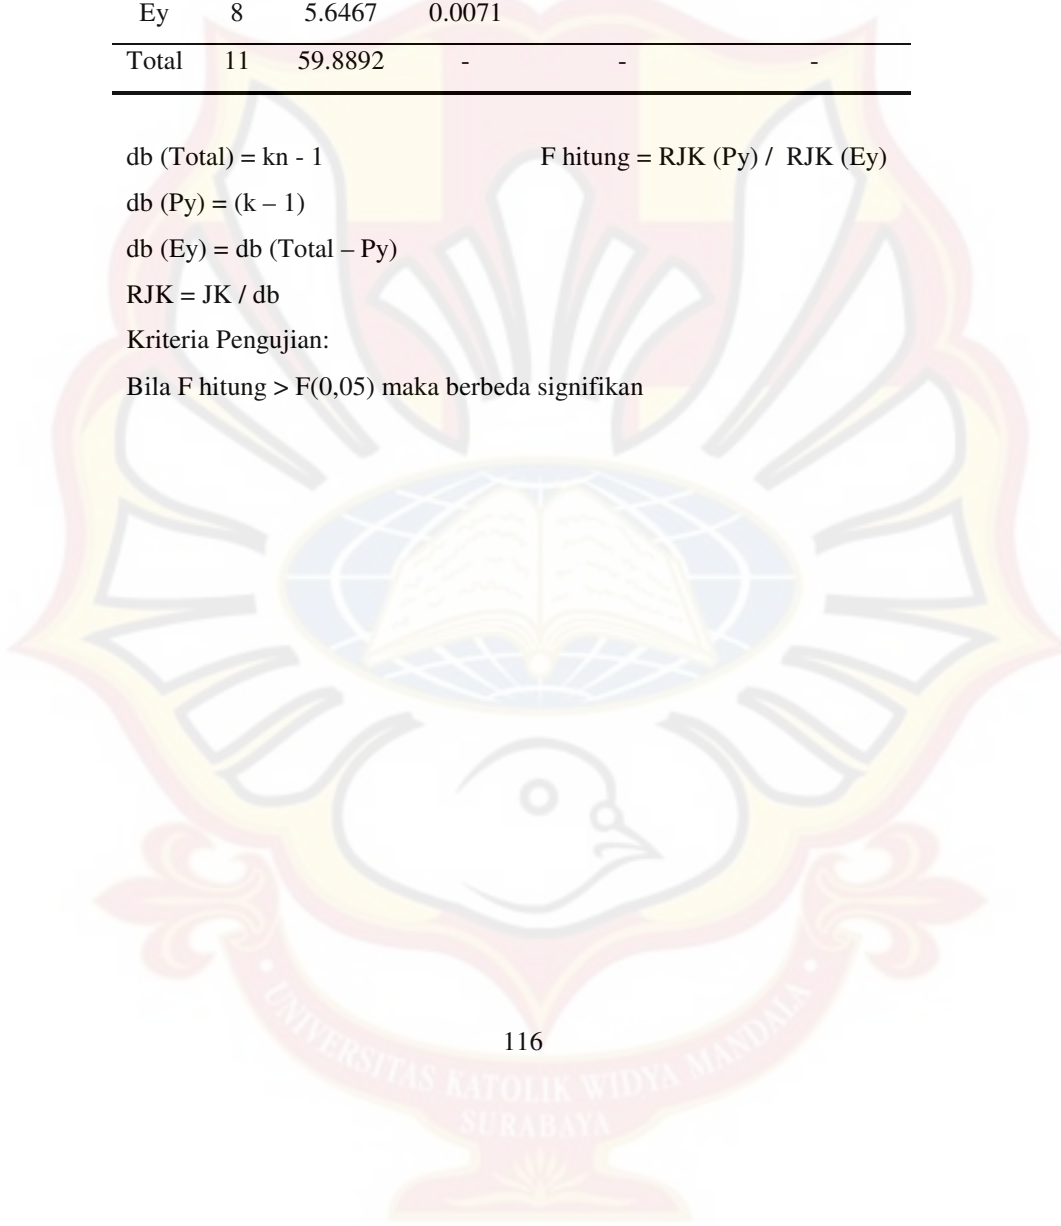 Ey 8 5.6467 0.0071
Total 11 59.8892 - - -
db (Total) = kn - 1 F hitung = RJK (Py) / RJK (Ey)
db (Py) = (k – 1)
db (Ey) = db (Total – Py)
RJK = JK / db
Kriteria Pengujian:
Bila F hitung > F(0,05) maka berbeda signifikan
116
UNIVERSITAS KATOLIK WIDYA MANDALA
SURABAYA